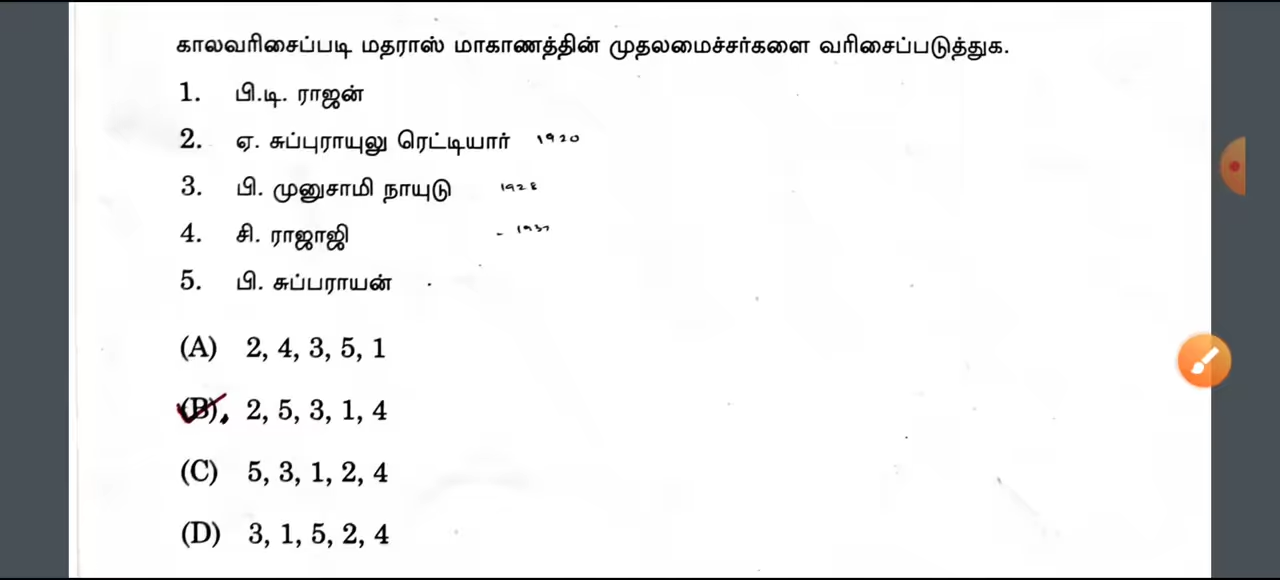 காலவரிசைப்படி மதராஸ் மாகாணத்தின் முதலமைச்சர்களை வரிசைப்படுத்துக.
1. பி.டி. ராஜன்
2. ஏ. சுப்புராயுலு ரெட்டியார் 1920
3. பி. முனுசாமி நாயுடு 1928
4. சி. ராஜாஜி - 1937
5. பி. சுப்பராயன்
(A) 2, 4, 3, 5, 1
(B) 2, 5, 3, 1, 4
(C) 5, 3, 1, 2, 4
(D) 3, 1, 5, 2, 4